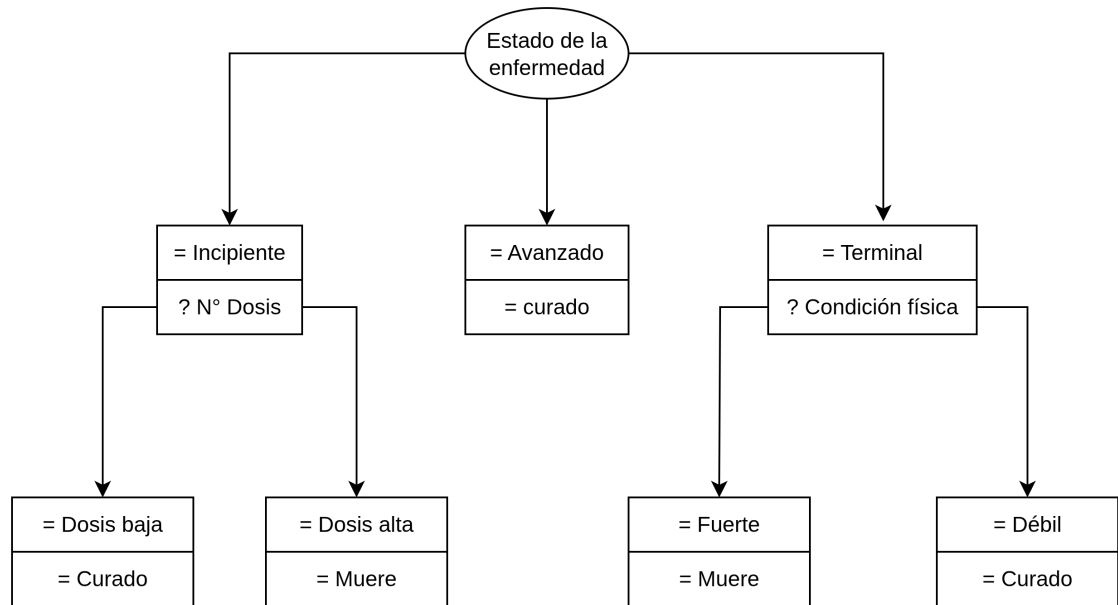 Estado de la
enfermedad
= Incipiente
? N° Dosis
= Avanzado
= curado
= Terminal
? Condición física
= Dosis baja
= Curado
= Dosis alta
= Muere
= Fuerte
= Muere
= Débil
= Curado